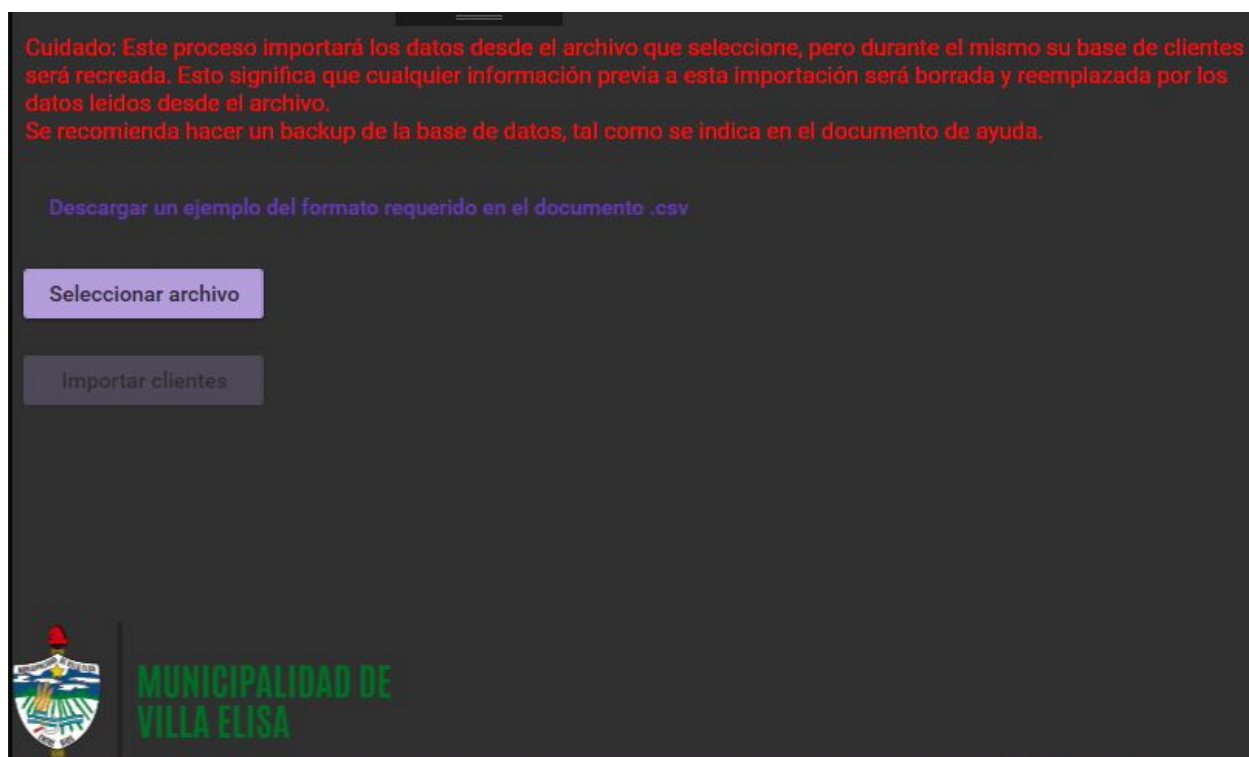 Cuidado: Este proceso importará los datos desde el archivo que seleccione, pero durante el mismo su base de clientes
será recreada. Esto significa que cualquier información previa a esta importación será borrada y reemplazada por los
datos leidos desde el archivo.
Se recomienda hacer un backup de la base de datos, tal como se indica en el documento de ayuda.
Descargar un ejemplo del formato requerido en el documento .csv
Seleccionar archivo
Importar clientes
MUNICIPALIDAD DE
VILLA ELISA